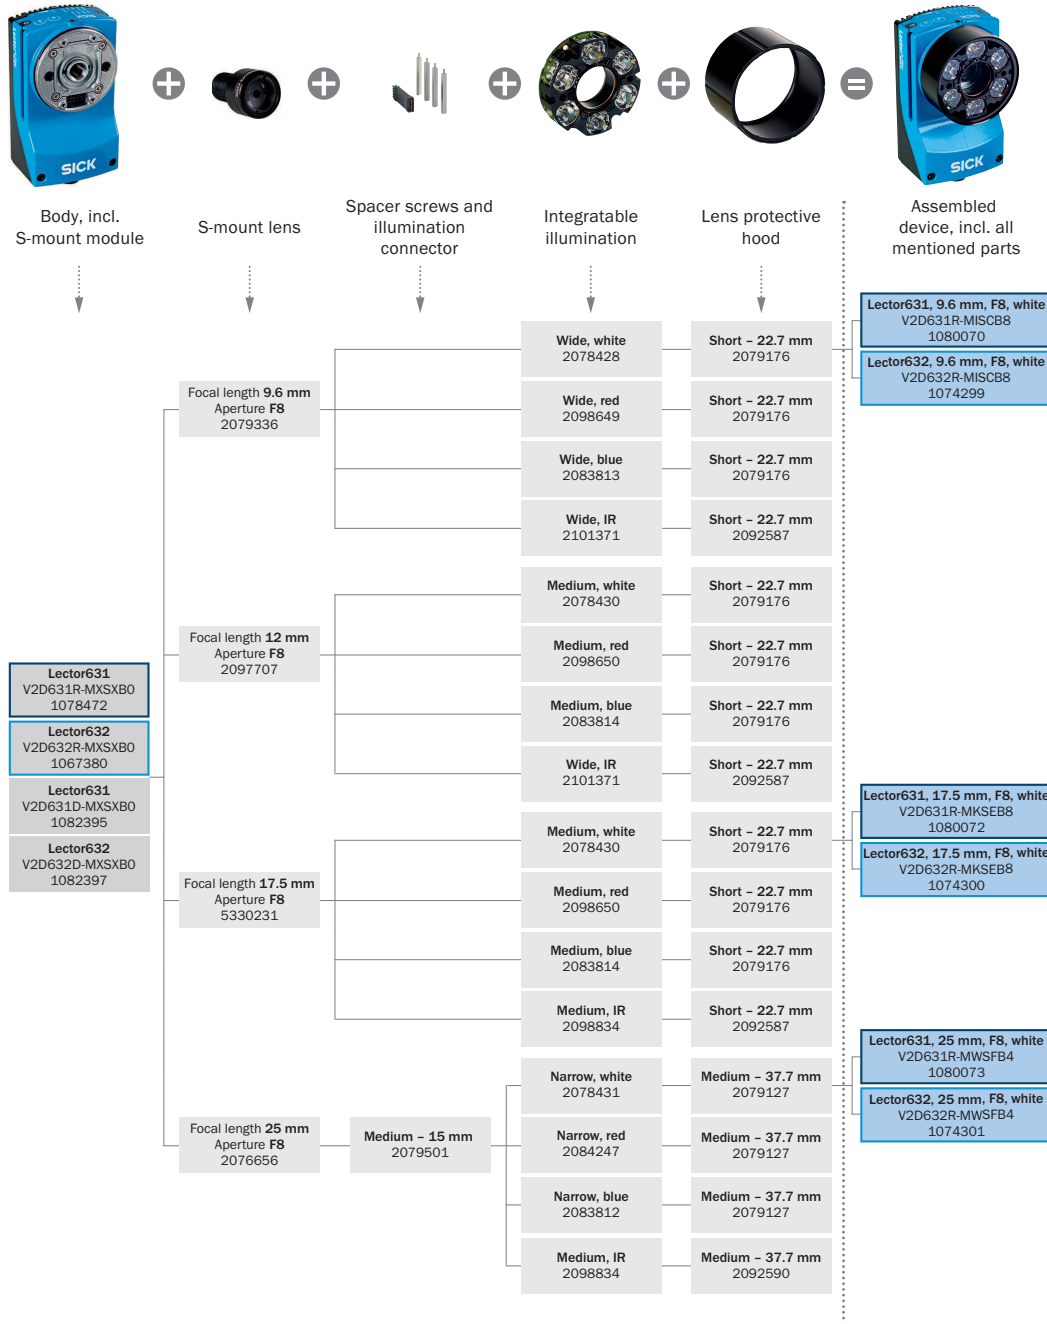 SICK
SICK
Body, incl.
S-mount module
S-mount lens
Spacer screws and
illumination
connector
Integratable
illumination
Lens protective
hood
Assembled
device, incl. all
mentioned parts
Lector631
V2D631R-MXSXB0
1078472
Lector632
V2D632R-MXSXB0
1067380
Lector631
V2D631D-MXSXB0
1082395
Lector632
V2D632D-MXSXB0
1082397
Focal length 9.6 mm
Aperture F8
2079336
Wide, white
2078428
Short – 22.7 mm
2079176
Wide, red
2098649
Short – 22.7 mm
2079176
Wide, blue
2083813
Short – 22.7 mm
2079176
Wide, IR
2101371
Short – 22.7 mm
2092587
Lector631, 9.6 mm, F8, white
V2D631R-MISCB8
1080070
Lector632, 9.6 mm, F8, white
V2D632R-MISCB8
1074299
Focal length 12 mm
Aperture F8
2097707
Medium, white
2078430
Short – 22.7 mm
2079176
Medium, red
2098650
Short – 22.7 mm
2079176
Medium, blue
2083814
Short – 22.7 mm
2079176
Wide, IR
2101371
Short – 22.7 mm
2092587
Focal length 17.5 mm
Aperture F8
5330231
Medium, white
2078430
Short – 22.7 mm
2079176
Medium, red
2098650
Short – 22.7 mm
2079176
Medium, blue
2083814
Short – 22.7 mm
2079176
Medium, IR
2098834
Short – 22.7 mm
2092587
Lector631, 17.5 mm, F8, white
V2D631R-MKSEB8
1080072
Lector632, 17.5 mm, F8, white
V2D632R-MKSEB8
1074300
Focal length 25 mm
Aperture F8
2076656
Medium – 15 mm
2079501
Narrow, white
2078431
Medium – 37.7 mm
2079127
Narrow, red
2084247
Medium – 37.7 mm
2079127
Narrow, blue
2083812
Medium – 37.7 mm
2079127
Medium, IR
2098834
Medium – 37.7 mm
2092590
Lector631, 25 mm, F8, white
V2D631R-MWSFB4
1080073
Lector632, 25 mm, F8, white
V2D632R-MWSFB4
1074301